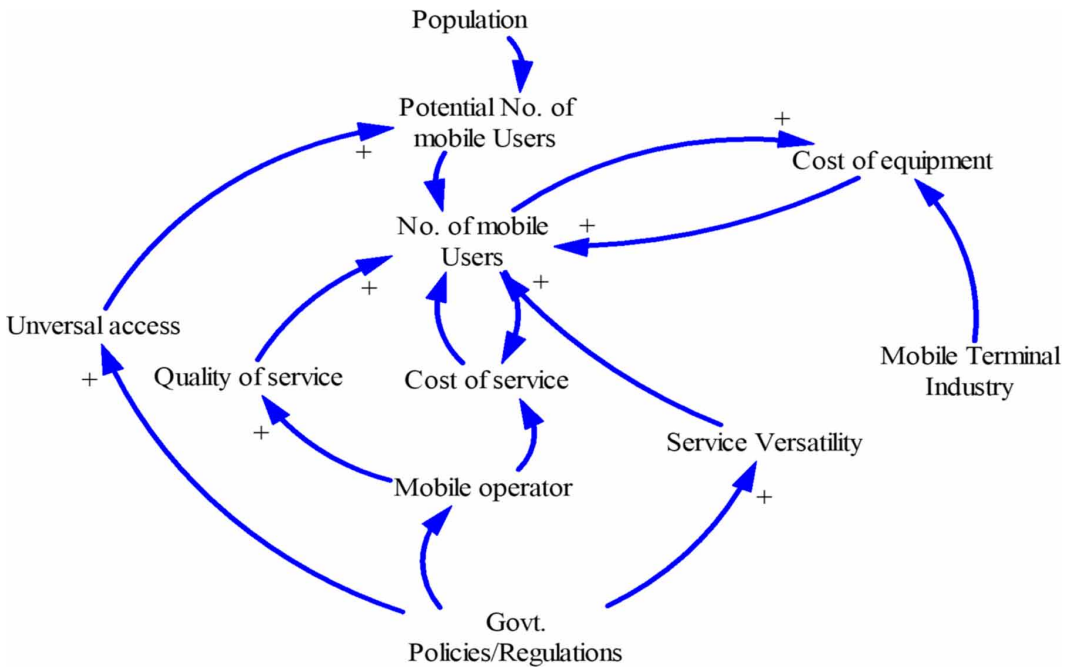 Population
Potential No. of
mobile Users
+
+
Cost of equipment
No. of mobile
Users
+
+
+
Unversal access
Mobile Terminal
Industry
+
Quality of service
Cost of service
+
Service Versatility
Mobile operator
+
Govt.
Policies/Regulations